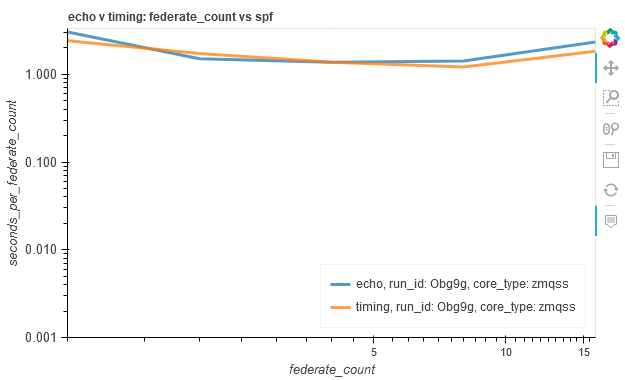 echo v timing: federate_count vs spf
1.000
0.100
0.010
0.001
seconds_per_federate_count
echo, run_id: Obg9g, core_type: zmqss
timing, run_id: Obg9g, core_type: zmqss
5
10
15
federate_count